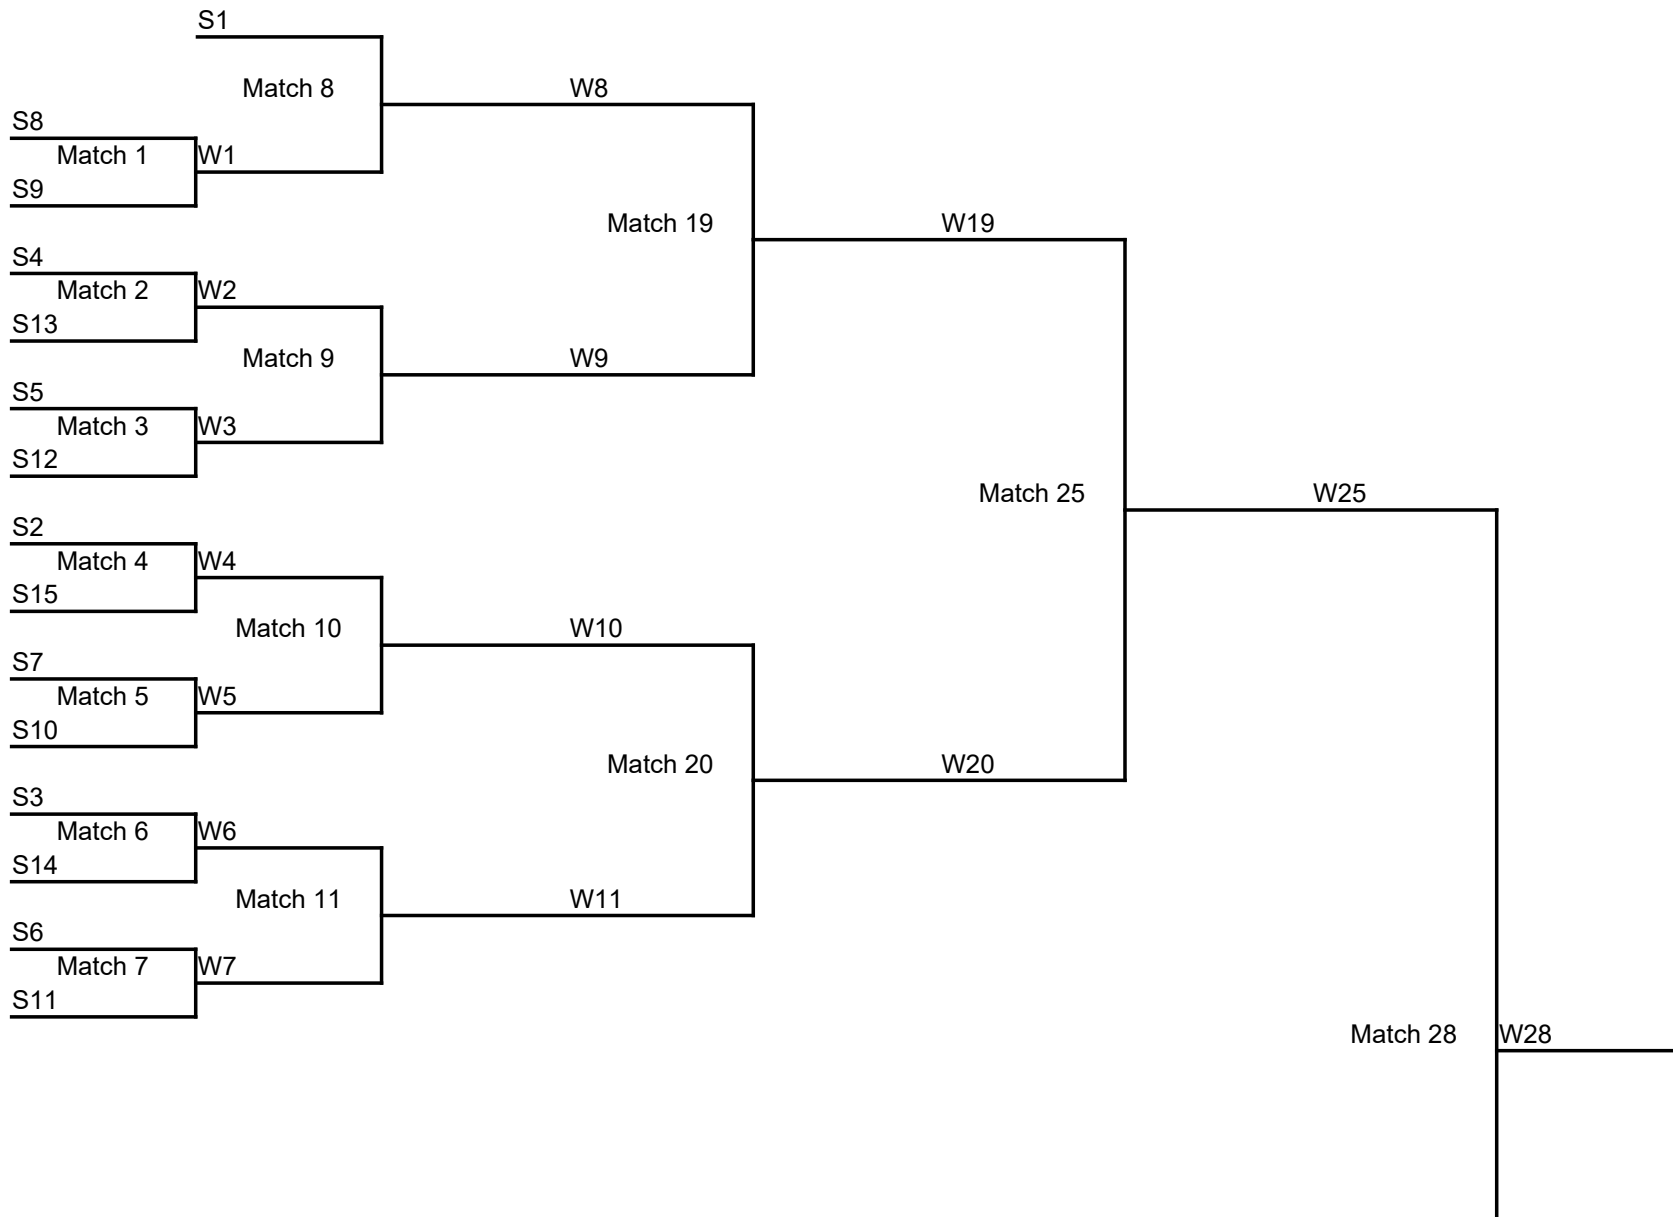 S1
Match 8
W8
S8
Match 1
W1
S9
Match 19
W19
S4
Match 2
W2
S13
Match 9
W9
S5
Match 3
W3
S12
Match 25
W25
S2
Match 4
W4
S15
Match 10
W10
S7
Match 5
W5
S10
Match 20
W20
S3
Match 6
W6
S14
Match 11
W11
S6
Match 7
W7
S11
Match 28
W28